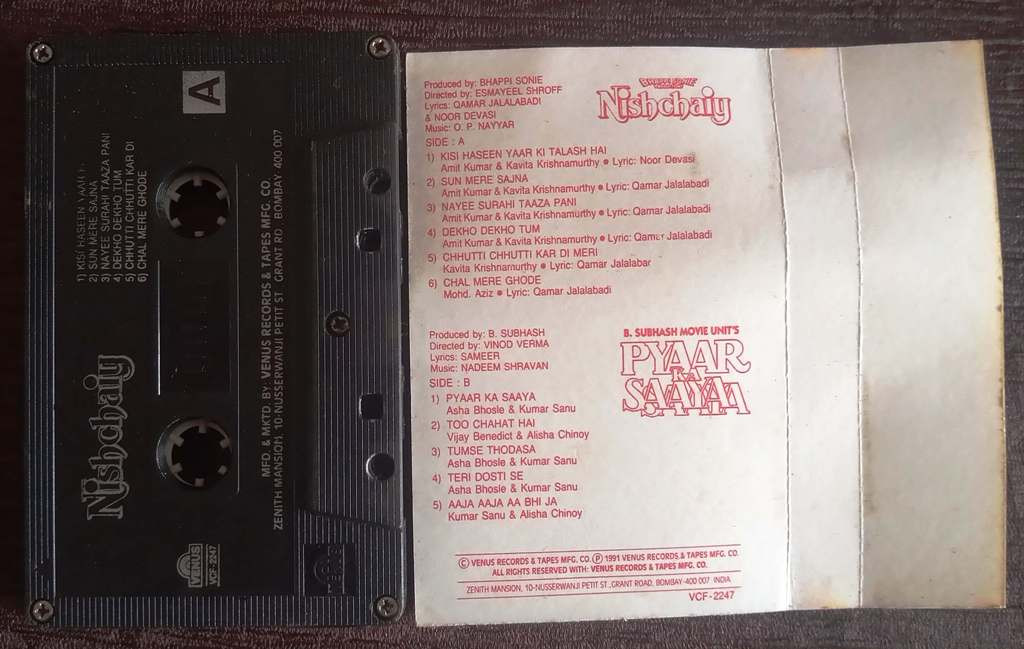 A
1) KISI HASEEN YAAR
2) SUN MERE SAJNA
3) NAYEE SURAHI TAAZA PANI
4) DEKHO DEKHO TUM
5) CHHUTTI CHHUTTI KAR DI
6) CHAL MERE GHODE
Nishchaiy
MFD. & MKTD. BY: VENUS RECORDS & TAPES MFG. CO.
ZENITH MANSION, 10-NUSSERWANJI PETIT ST. GRANT RD. BOMBAY 400 007
VENUS
VCF-2247
Produced by: BHAPPI SONIE
Directed by: ESMAYEEL SHROFF
Lyrics: QAMAR JALALABADI
& NOOR DEVASI
Music: O. P. NAYYAR
BHAPPI SONIE
Nishchaiy
SIDE : A
1) KISI HASEEN YAAR KI TALASH HAI
Amit Kumar & Kavita Krishnamurthy ● Lyric: Noor Devasi
2) SUN MERE SAJNA
Amit Kumar & Kavita Krishnamurthy ● Lyric: Qamar Jalalabadi
3) NAYEE SURAHI TAAZA PANI
Amit Kumar & Kavita Krishnamurthy ● Lyric: Qamar Jalalabadi
4) DEKHO DEKHO TUM
Amit Kumar & Kavita Krishnamurthy ● Lyric: Qamar Jalalabadi
5) CHHUTTI CHHUTTI KAR DI MERI
Kavita Krishnamurthy ● Lyric: Qamar Jalalabar
6) CHAL MERE GHODE
Mohd. Aziz ● Lyric: Qamar Jalalabadi
Produced by: B. SUBHASH
Directed by: VINOD VERMA
Lyrics: SAMEER
Music: NADEEM SHRAVAN
B. SUBHASH MOVIE UNIT'S
PYAAR
KA
SAAYAA
SIDE : B
1) PYAAR KA SAAYA
Asha Bhosle & Kumar Sanu
2) TOO CHAHAT HAI
Vijay Benedict & Alisha Chinoy
3) TUMSE THODASA
Asha Bhosle & Kumar Sanu
4) TERI DOSTI SE
Asha Bhosle & Kumar Sanu
5) AAJA AAJA AA BHI JA
Kumar Sanu & Alisha Chinoy
© VENUS RECORDS & TAPES MFG. CO. Ⓟ 1991 VENUS RECORDS & TAPES MFG. CO.
ALL RIGHTS RESERVED WITH: VENUS RECORDS & TAPES MFG. CO.
ZENITH MANSION, 10-NUSSERWANJI PETIT ST., GRANT ROAD, BOMBAY-400 007 INDIA
VCF-2247